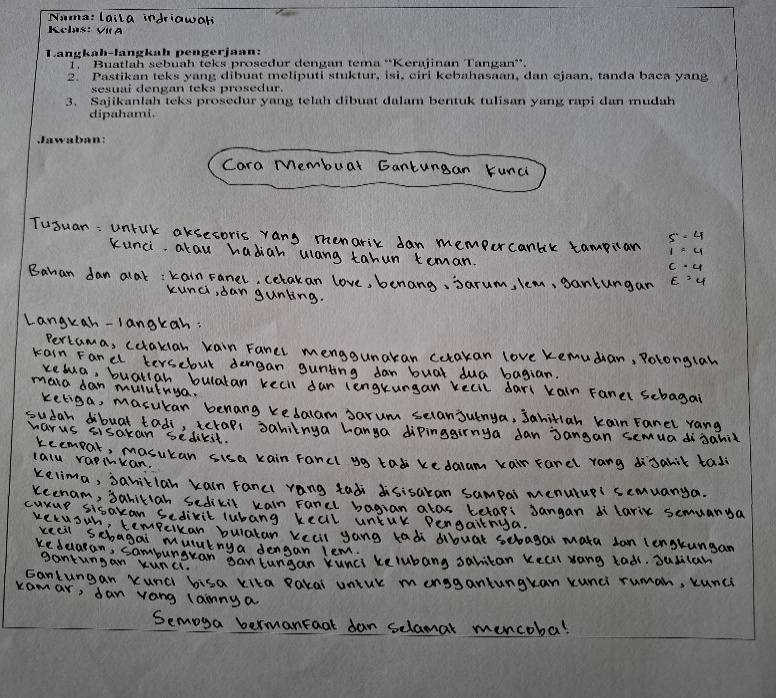 Nama: Laila indriawati
Kelas: VII A
Langkah-langkah pengerjaan:
1. Buatlah sebuah teks prosedur dengan tema “Kerajinan Tangan”.
2. Pastikan teks yang dibuat meliputi stuktur, isi, ciri kebahasaan, dan ejaan, tanda baca yang
sesuai dengan teks prosedur.
3. Sajikanlah teks prosedur yang telah dibuat dalam bentuk tulisan yang rapi dan mudah
dipahami.
Jawaban:
Cara Membuat Gantungan Kunci
Tujuan : untuk aksesoris yang menarik dan mempercantik tampilan
kunci. atau hadiah ulang tahun teman.
S = 4
I = 4
C = 4
E = 4
Bahan dan alat : kain Fanel, cetakan love, benang, jarum, lem, gantungan
kunci, dan gunting.
Langkah - langkah :
Pertama, cetaklah kain Fanel menggunakan cetakan love kemudian, Potonglah
kain Fanel tersebut dengan gunting dan buat dua bagian.
kedua, buatlah bulatan kecil dan lengkungan kecil dari kain Fanel sebagai
mata dan mulutnya.
ketiga, masukan benang kedalam jarum selanjutnya, jahitlah kain Fanel yang
sudah dibuat tadi, tetapi jahitnya hanya dipinggirnya dan jangan semua di jahit
harus sisakan sedikit.
keempat, masukan sisa kain Fanel yg tadi ke dalam kain Fanel yang di jahit tadi
lalu rapihkan.
kelima, jahitlah kain Fanel yang tadi disisakan sampai menutupi semuanya.
keenam, jahitlah sedikit kain Fanel bagian atas tetapi jangan di tarik semuanya
cukup sisakan sedikit lubang kecil untuk Pengaitnya.
ketujuh, tempelkan bulatan kecil yang tadi dibuat sebagai mata dan lengkungan
kecil sebagai mulutnya dengan lem.
kedelapan, sambungkan gantungan kunci kelubang jahitan kecil yang tadi. Jadilah
gantungan kunci.
Gantungan kunci bisa kita Pakai untuk menggantungkan kunci rumah, kunci
kamar, dan yang lainnya
Semoga bermanFaat dan selamat mencoba!